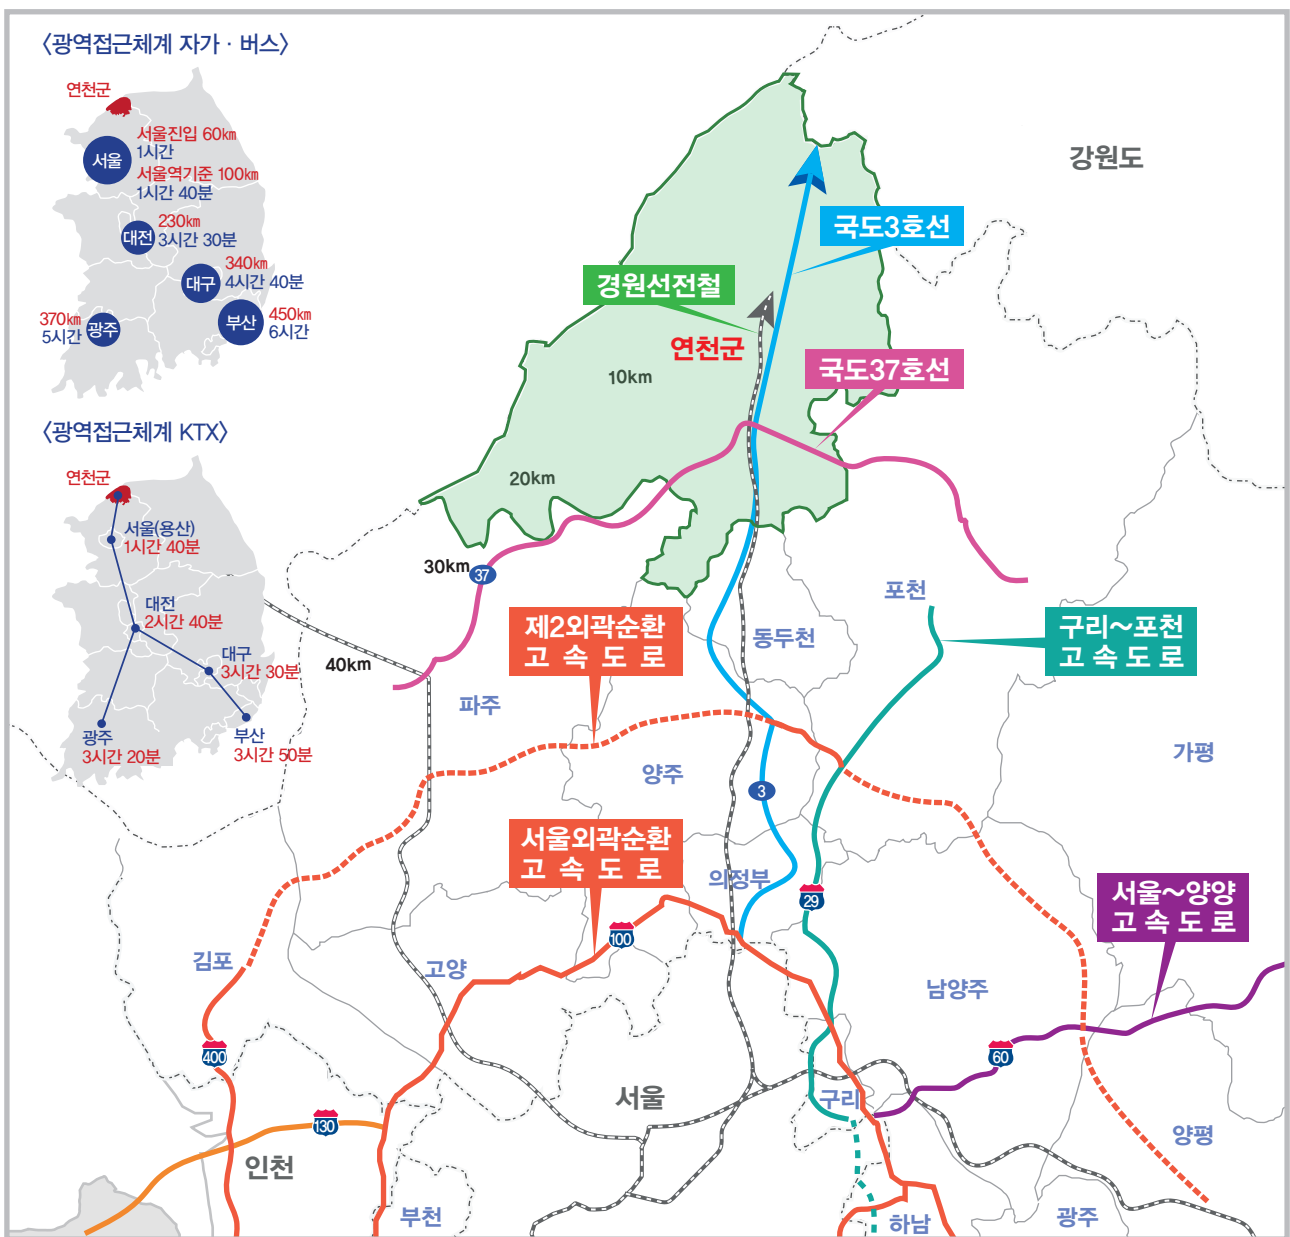 〈광역접근체계 자가 · 버스〉
연천군
서울진입 60㎞
1시간
서울
서울역기준 100㎞
1시간 40분
230㎞
대전
3시간 30분
340㎞
대구
4시간 40분
370㎞
5시간
광주
부산
450㎞
6시간
〈광역접근체계 KTX〉
연천군
서울(용산)
1시간 40분
대전
2시간 40분
대구
3시간 30분
광주
3시간 20분
부산
3시간 50분
강원도
국도3호선
경원선전철
연천군
국도37호선
10km
20km
30km
37
40km
포천
제2외곽순환
고 속 도 로
동두천
구리~포천
고 속 도 로
파주
양주
가평
3
서울외곽순환
고 속 도 로
의정부
29
서울~양양
고 속 도 로
100
김포
고양
남양주
400
60
서울
구리
130
인천
양평
부천
하남
광주